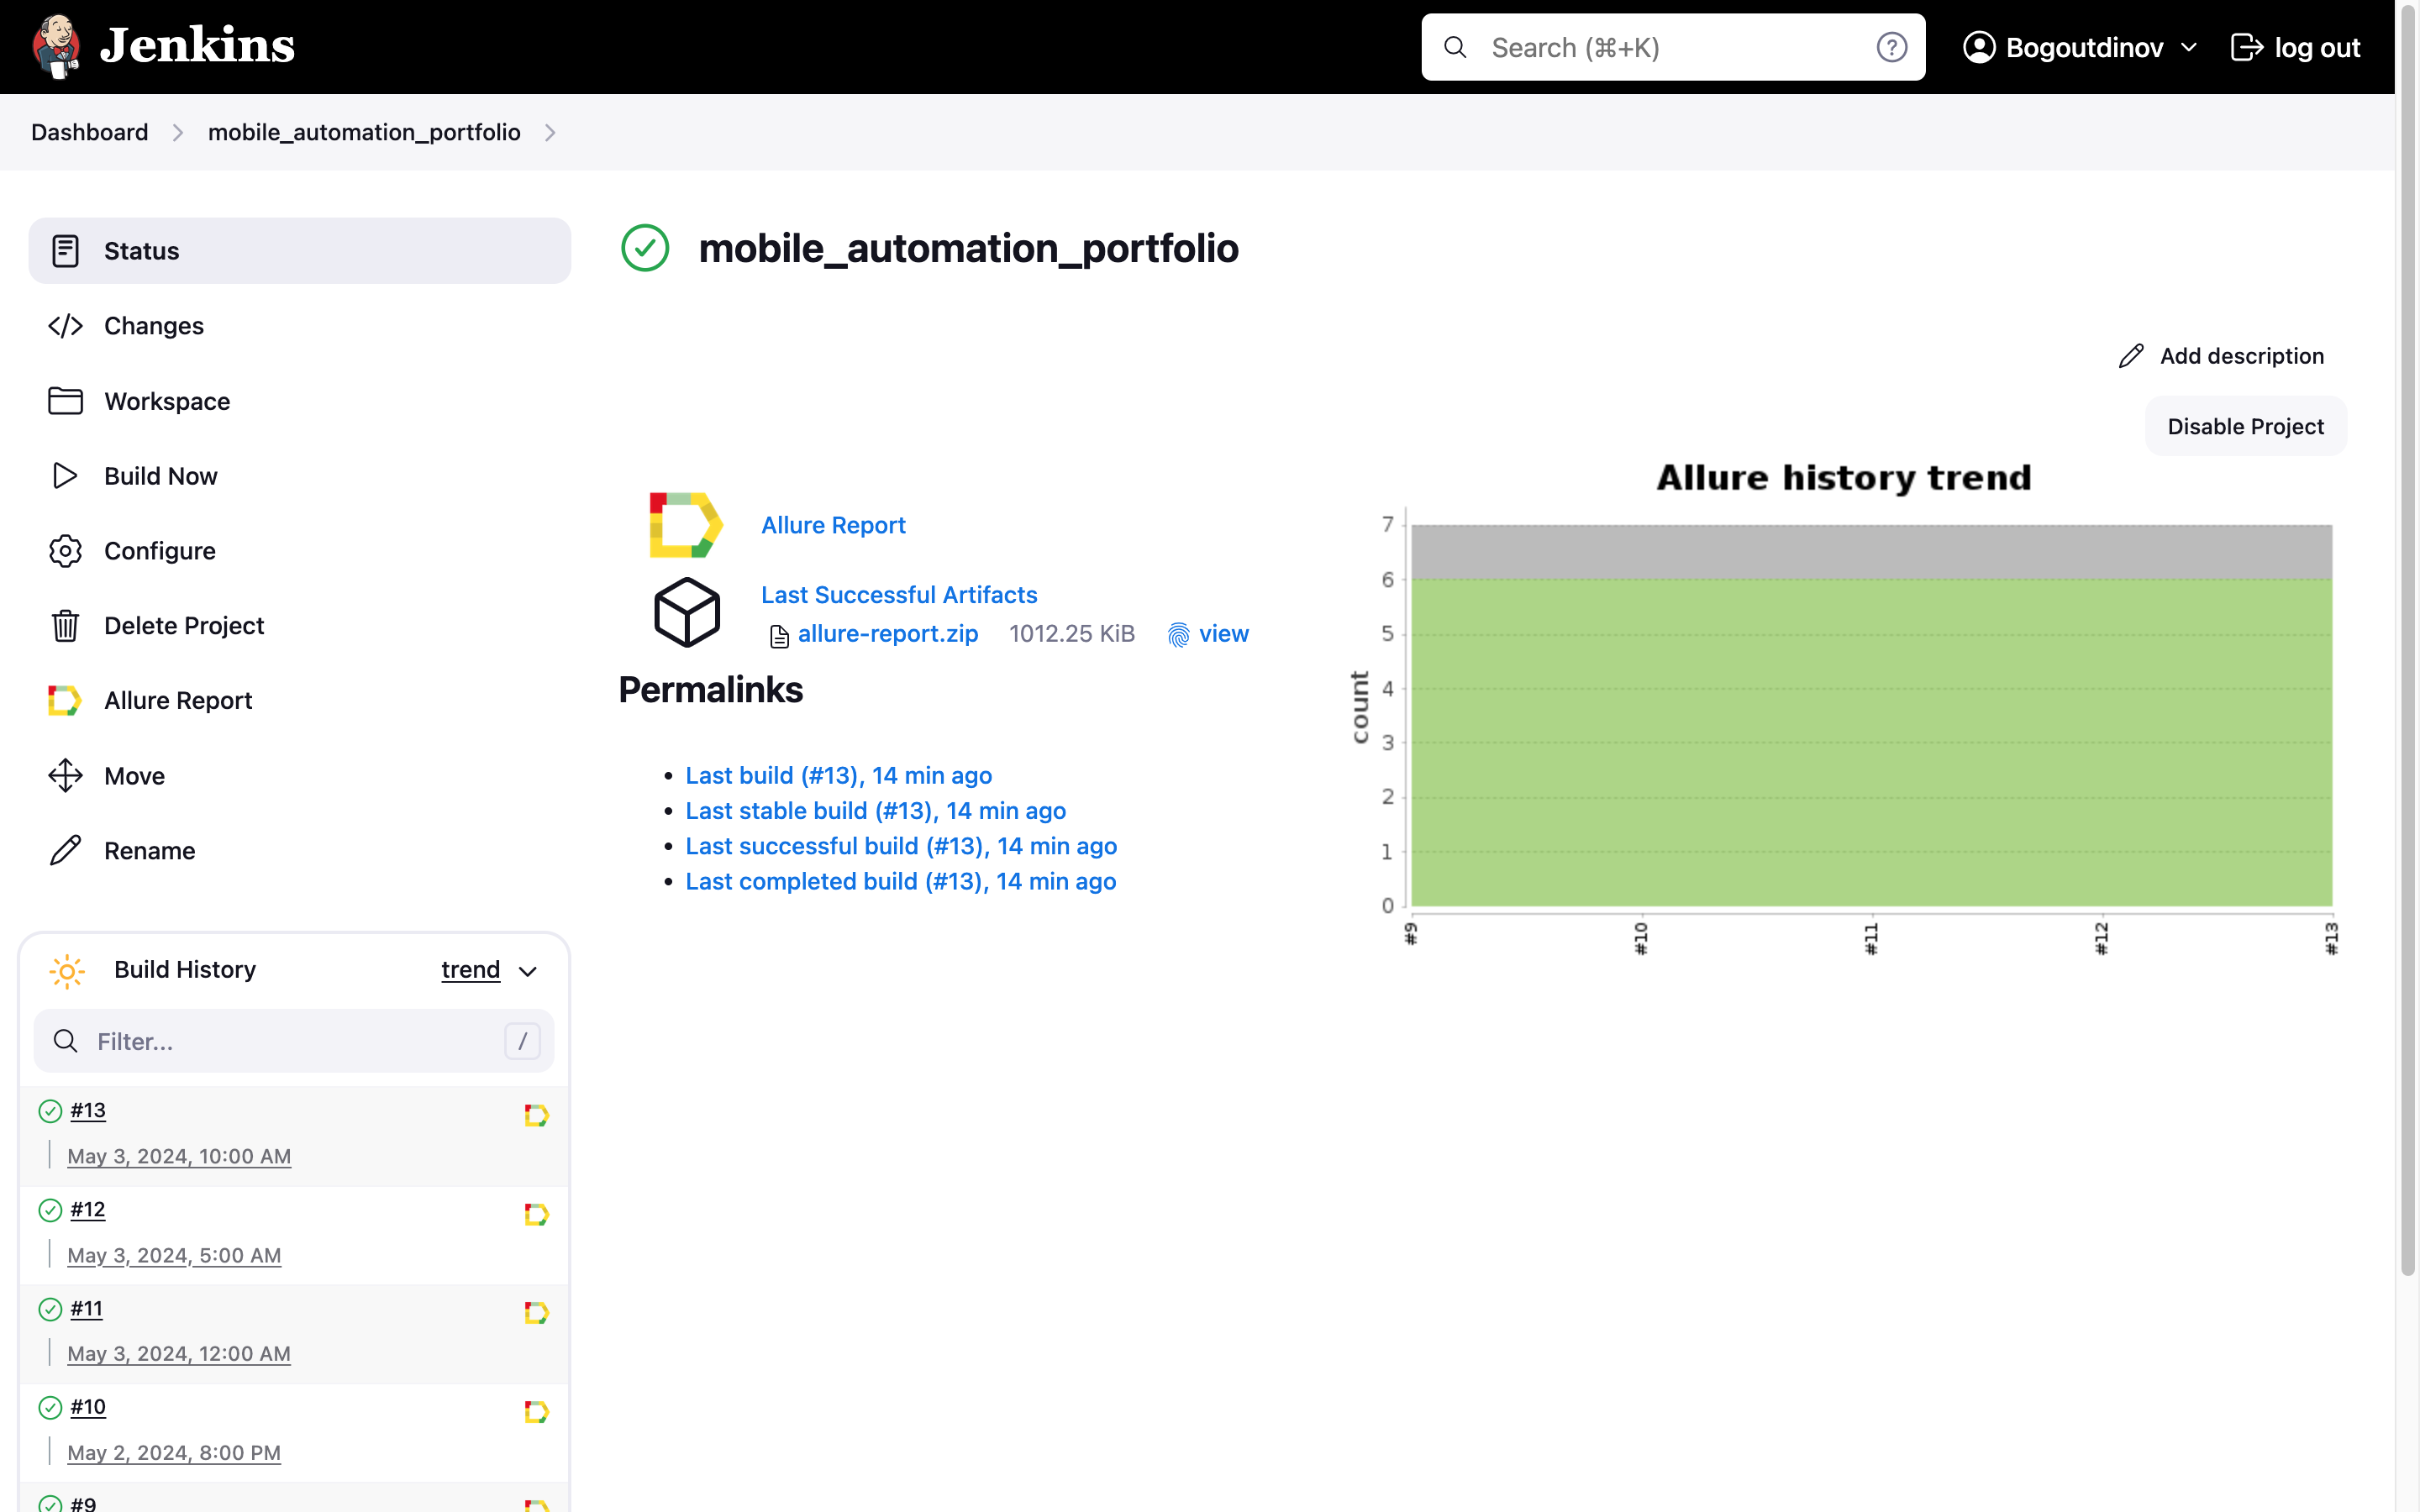 Jenkins
Search (⌘+K)
?
Bogoutdinov
log out
Dashboard
mobile_automation_portfolio
Status
Changes
Workspace
Build Now
Configure
Delete Project
Allure Report
Move
Rename
Build History
trend
Filter...
/
#13
May 3, 2024, 10:00 AM
#12
May 3, 2024, 5:00 AM
#11
May 3, 2024, 12:00 AM
#10
May 2, 2024, 8:00 PM
#9
mobile_automation_portfolio
Add description
Disable Project
Allure Report
Last Successful Artifacts
allure-report.zip 1012.25 KiB view
Permalinks
Last build (#13), 14 min ago
Last stable build (#13), 14 min ago
Last successful build (#13), 14 min ago
Last completed build (#13), 14 min ago
Allure history trend
count
7
6
5
4
3
2
1
0
#9
#10
#11
#12
#13